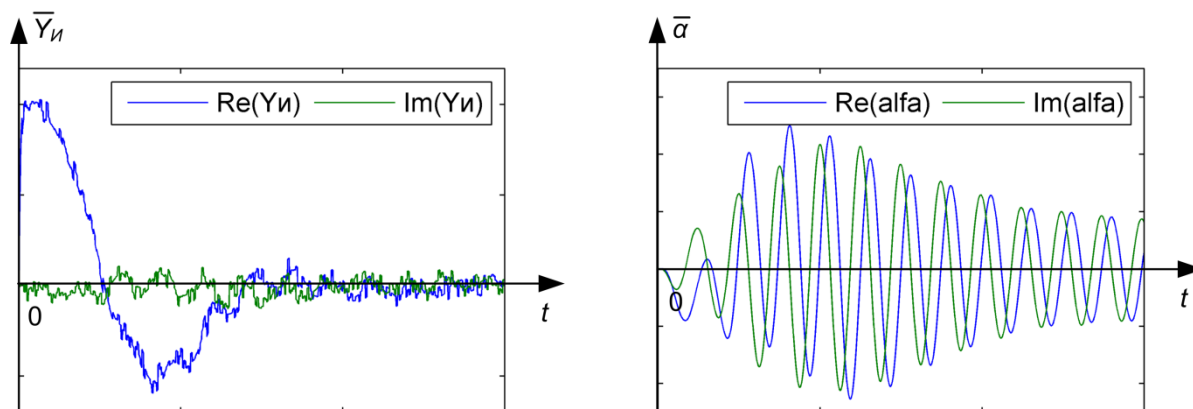 Y̅и
Re(Yи) Im(Yи)
0
t
α̅
Re(alfa) Im(alfa)
0
t